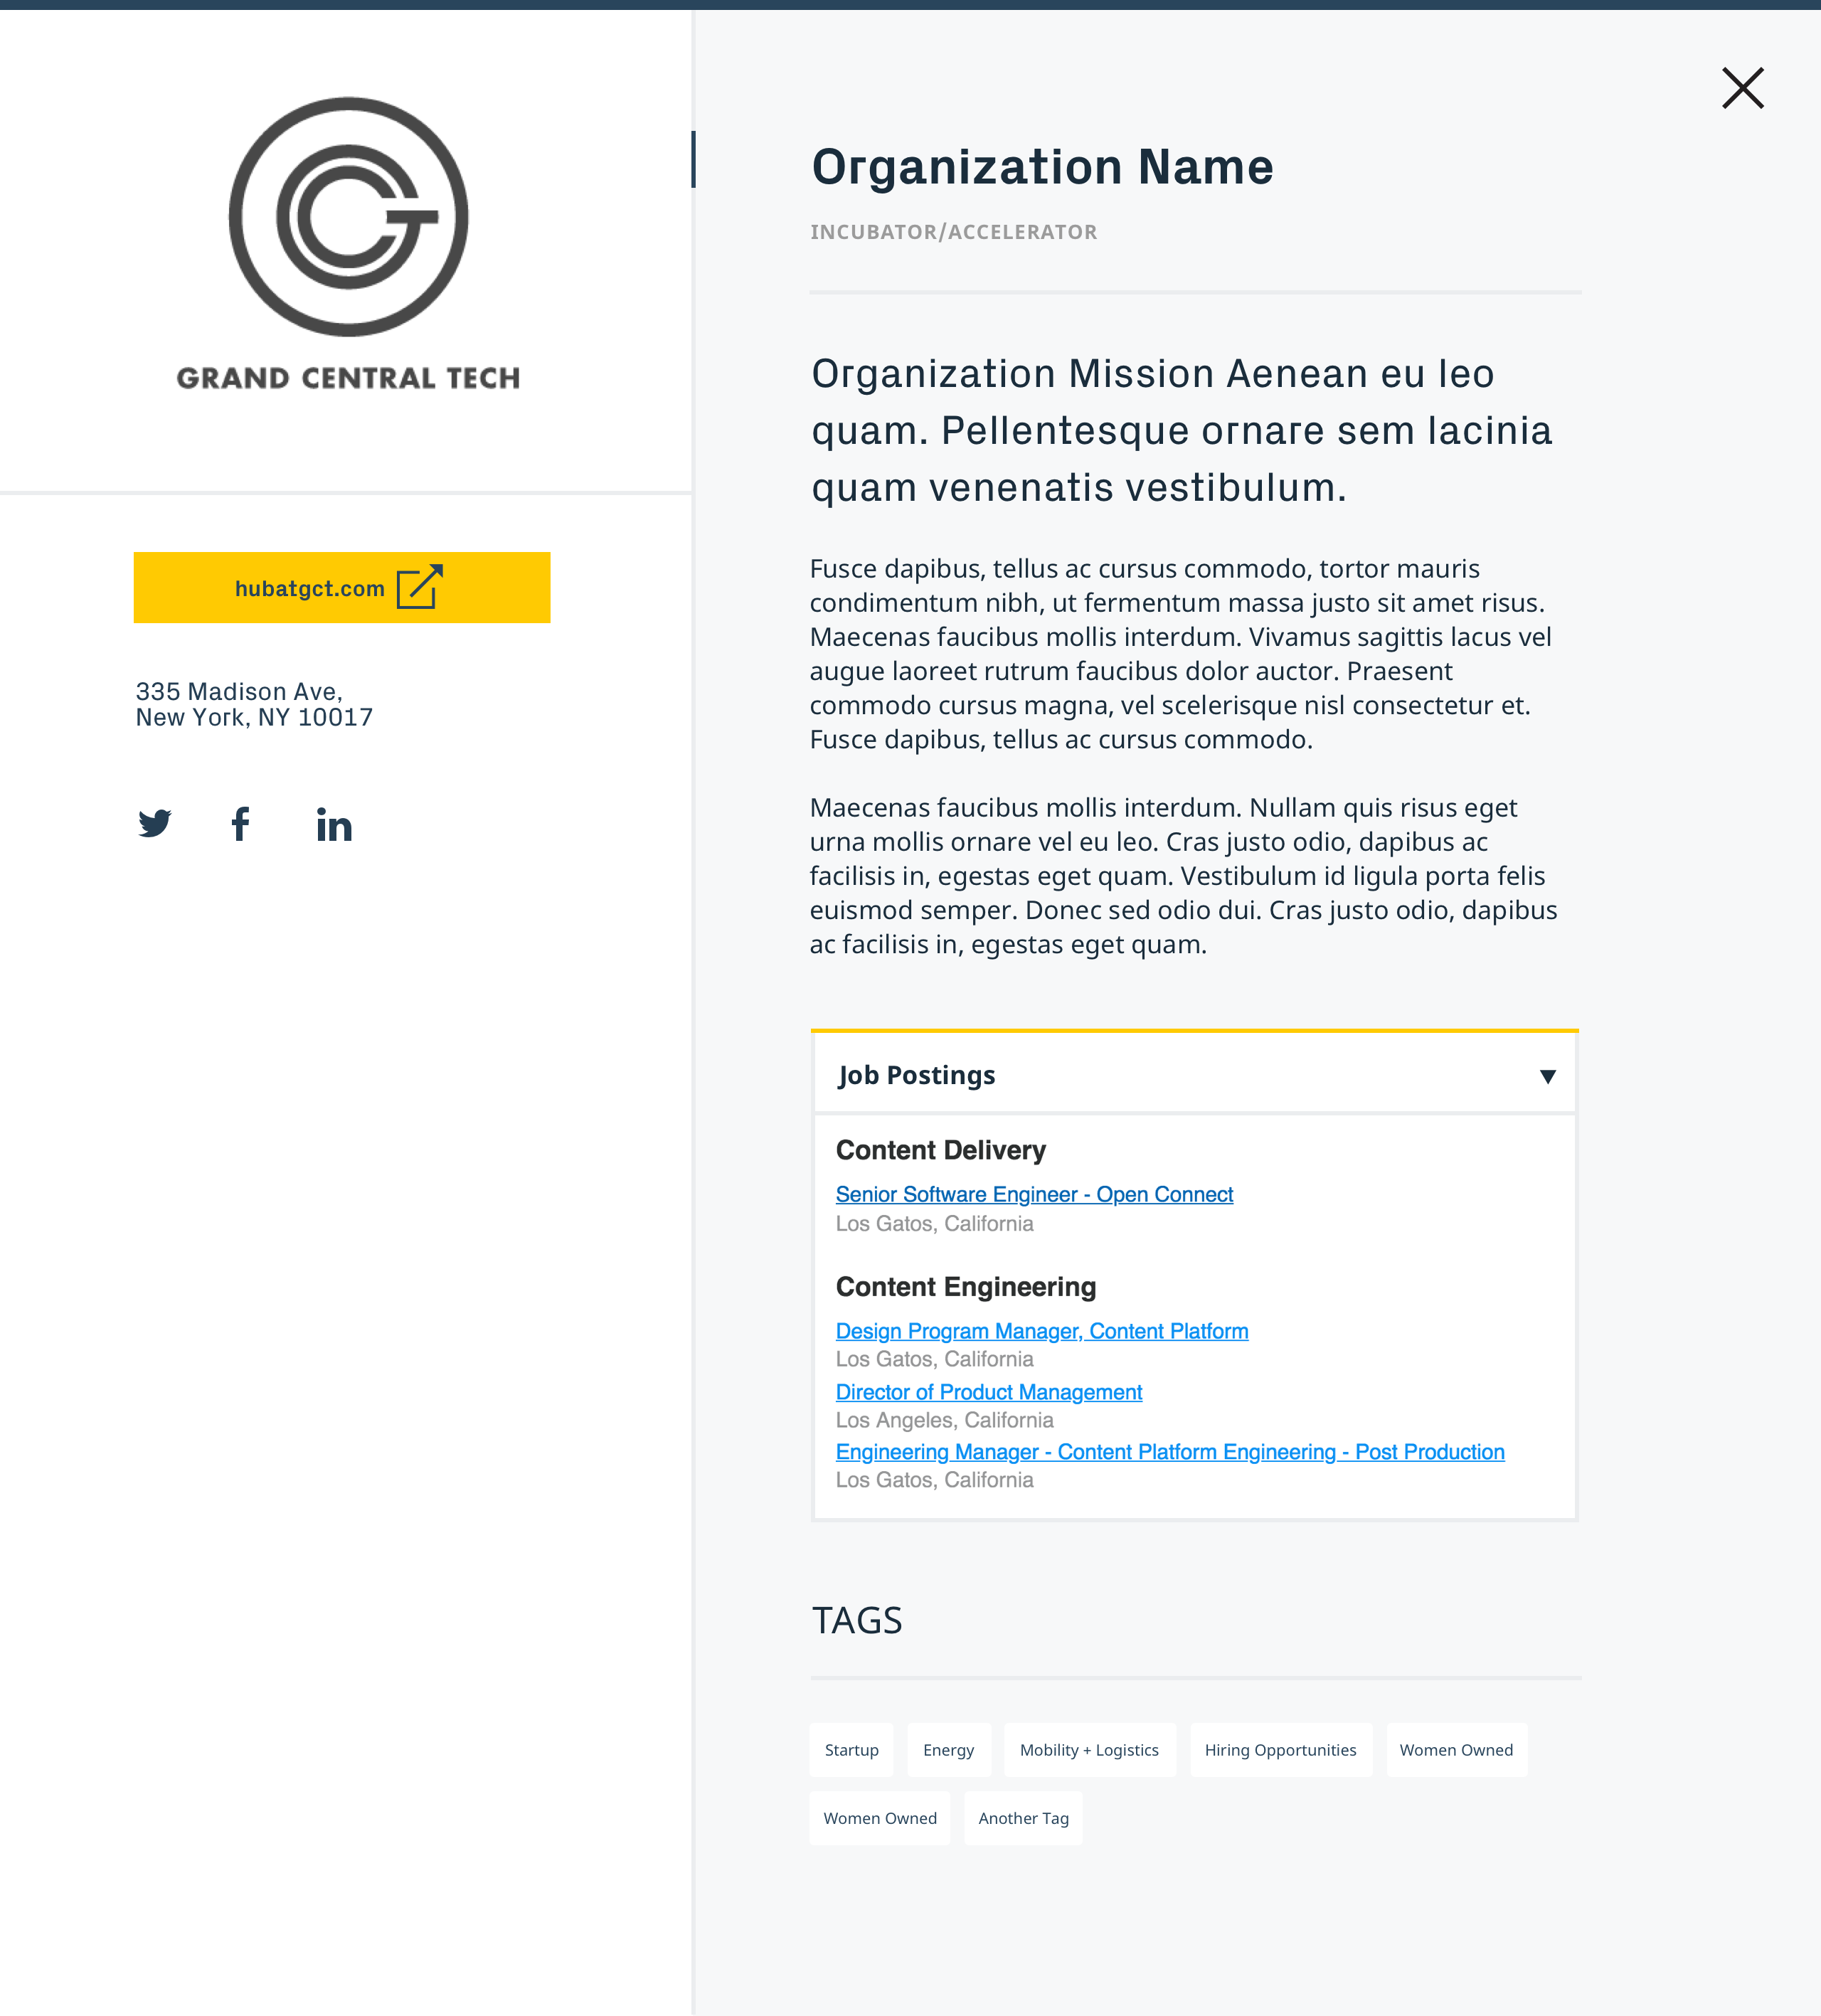 GRAND CENTRAL TECH
hubatgct.com
335 Madison Ave,
New York, NY 10017
Organization Name
INCUBATOR/ACCELERATOR
Organization Mission Aenean eu leo
quam. Pellentesque ornare sem lacinia
quam venenatis vestibulum.
Fusce dapibus, tellus ac cursus commodo, tortor mauris
condimentum nibh, ut fermentum massa justo sit amet risus.
Maecenas faucibus mollis interdum. Vivamus sagittis lacus vel
augue laoreet rutrum faucibus dolor auctor. Praesent
commodo cursus magna, vel scelerisque nisl consectetur et.
Fusce dapibus, tellus ac cursus commodo.
Maecenas faucibus mollis interdum. Nullam quis risus eget
urna mollis ornare vel eu leo. Cras justo odio, dapibus ac
facilisis in, egestas eget quam. Vestibulum id ligula porta felis
euismod semper. Donec sed odio dui. Cras justo odio, dapibus
ac facilisis in, egestas eget quam.
Job Postings
Content Delivery
Senior Software Engineer - Open Connect
Los Gatos, California
Content Engineering
Design Program Manager, Content Platform
Los Gatos, California
Director of Product Management
Los Angeles, California
Engineering Manager - Content Platform Engineering - Post Production
Los Gatos, California
TAGS
Startup Energy Mobility + Logistics Hiring Opportunities Women Owned
Women Owned Another Tag